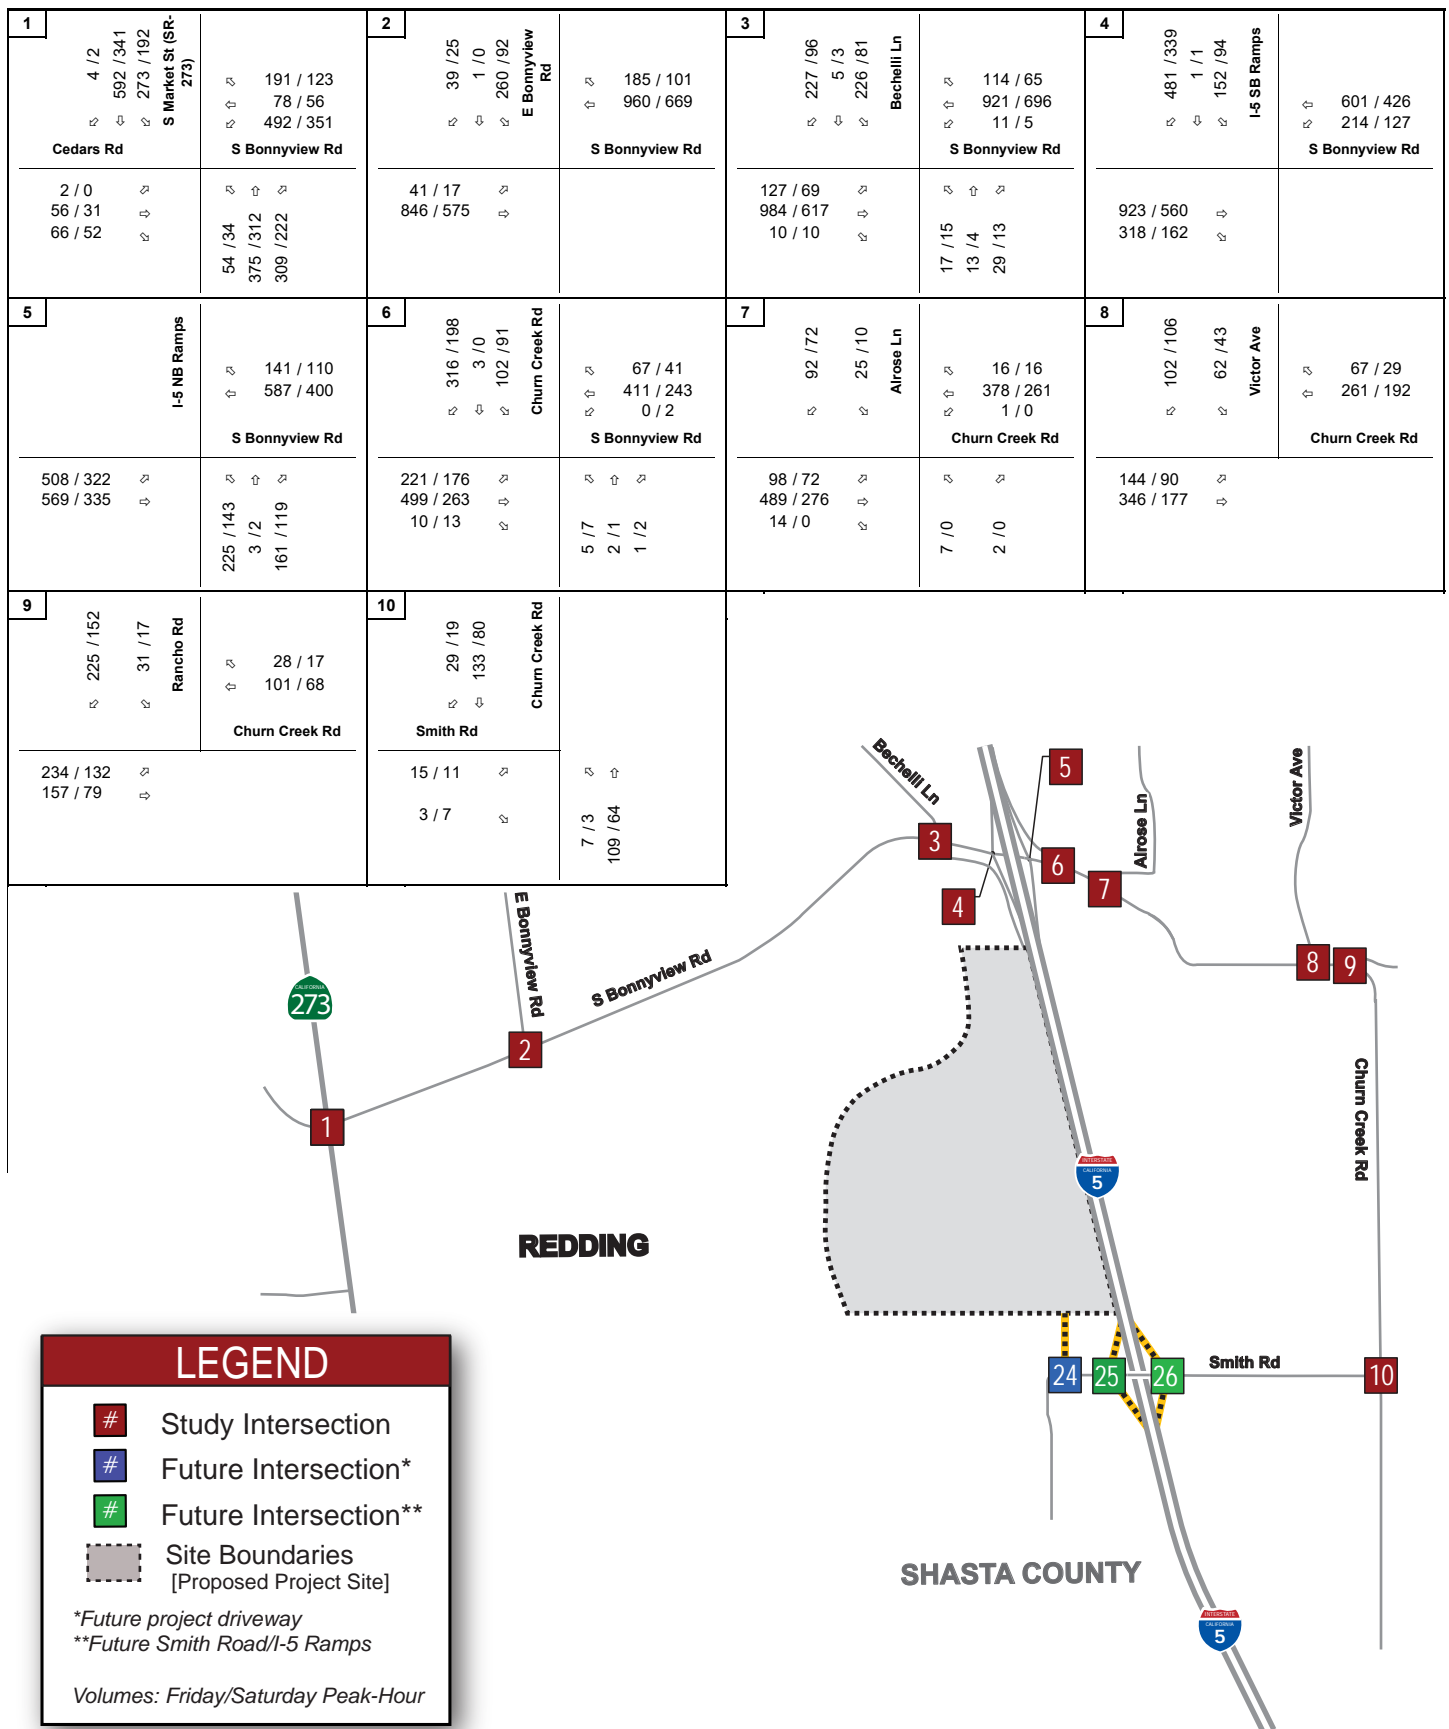 1
4 / 2
592 / 341
273 / 192
S Market St (SR-
273)
191 / 123
78 / 56
492 / 351
Cedars Rd
S Bonnyview Rd
2 / 0
56 / 31
66 / 52
54 / 34
375 / 312
309 / 222
2
39 / 25
1 / 0
260 / 92
E Bonnyview
Rd
185 / 101
960 / 669
S Bonnyview Rd
41 / 17
846 / 575
3
227 / 96
5 / 3
226 / 81
Bechelli Ln
114 / 65
921 / 696
11 / 5
S Bonnyview Rd
127 / 69
984 / 617
10 / 10
17 / 15
13 / 4
29 / 13
4
481 / 339
1 / 1
152 / 94
I-5 SB Ramps
601 / 426
214 / 127
S Bonnyview Rd
923 / 560
318 / 162
5
I-5 NB Ramps
141 / 110
587 / 400
S Bonnyview Rd
508 / 322
569 / 335
225 / 143
3 / 2
161 / 119
6
316 / 198
3 / 0
102 / 91
Churn Creek Rd
67 / 41
411 / 243
0 / 2
S Bonnyview Rd
221 / 176
499 / 263
10 / 13
5 / 7
2 / 1
1 / 2
7
92 / 72
25 / 10
Alrose Ln
16 / 16
378 / 261
1 / 0
Churn Creek Rd
98 / 72
489 / 276
14 / 0
7 / 0
2 / 0
8
102 / 106
62 / 43
Victor Ave
67 / 29
261 / 192
Churn Creek Rd
144 / 90
346 / 177
9
225 / 152
31 / 17
Rancho Rd
28 / 17
101 / 68
Churn Creek Rd
234 / 132
157 / 79
10
29 / 19
133 / 80
Churn Creek Rd
Smith Rd
15 / 11
3 / 7
7 / 3
109 / 64
Bechelli Ln
5
Alrose Ln
Victor Ave
3
6
7
4
E Bonnyview Rd
S Bonnyview Rd
8
9
CALIFORNIA
273
2
1
Churn Creek Rd
INTERSTATE
CALIFORNIA
5
REDDING
Smith Rd
24
25
26
10
SHASTA COUNTY
INTERSTATE
CALIFORNIA
5
LEGEND
# Study Intersection
# Future Intersection*
# Future Intersection**
Site Boundaries
[Proposed Project Site]
*Future project driveway
**Future Smith Road/I-5 Ramps
Volumes: Friday/Saturday Peak-Hour